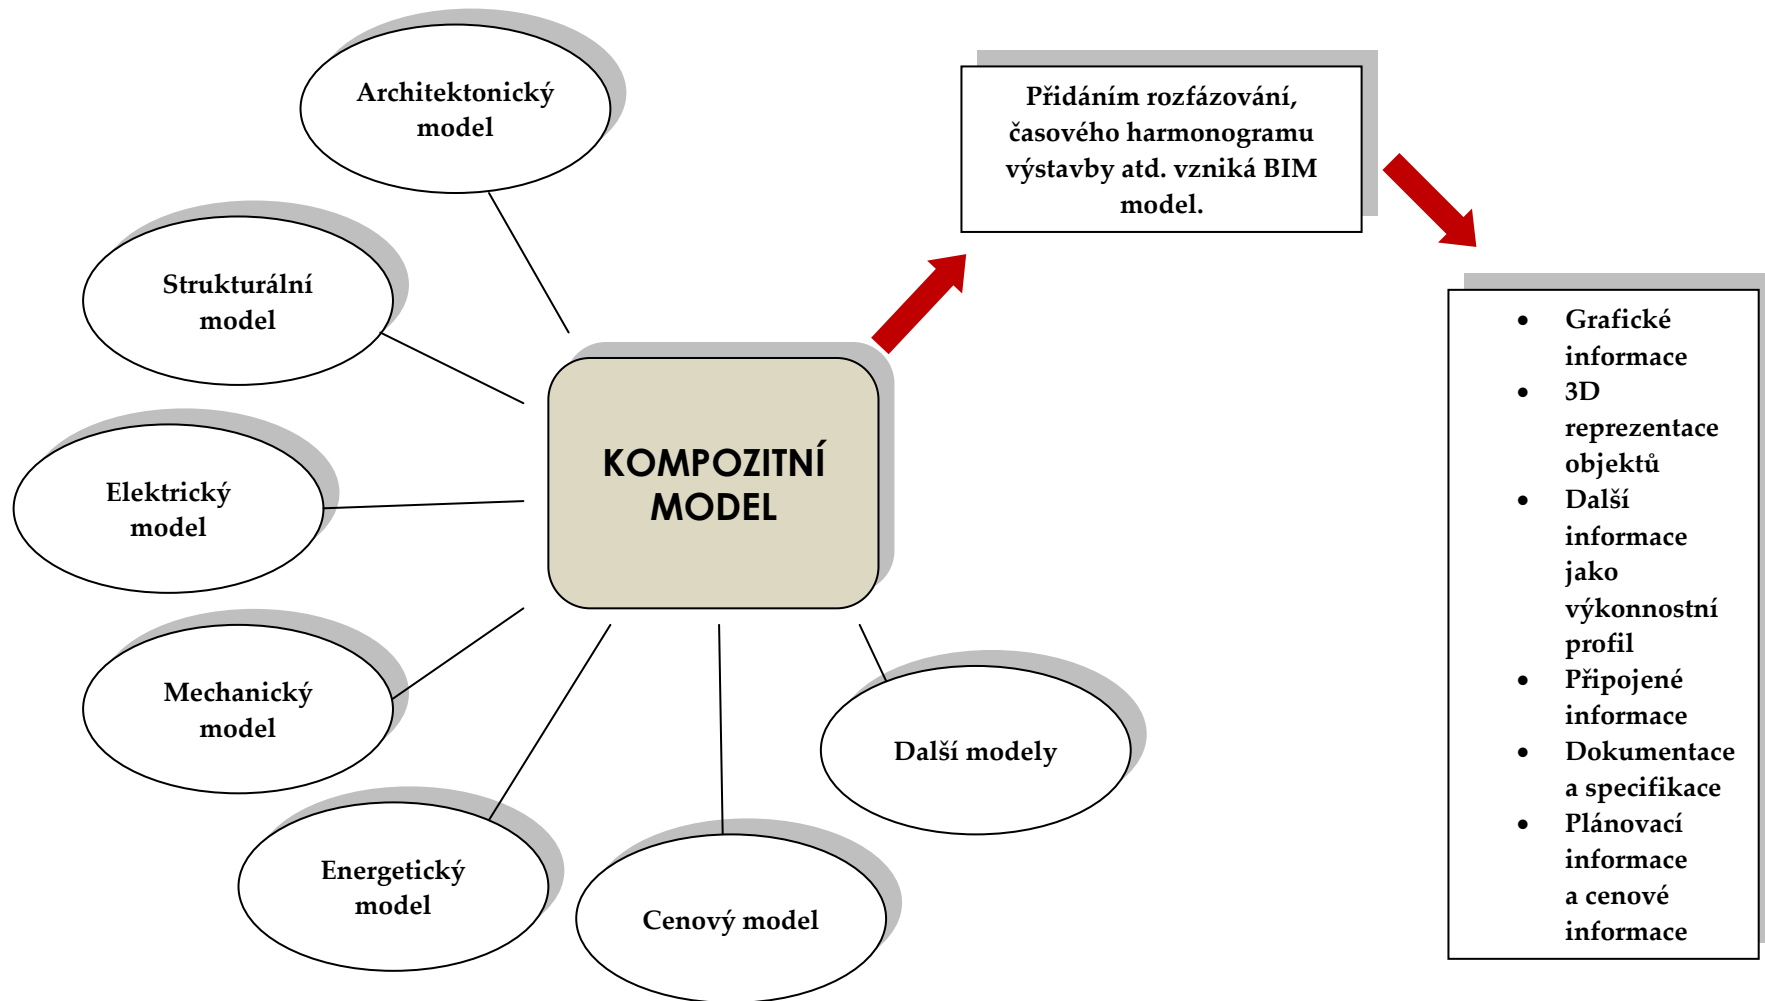 Architektonický
model
Strukturální
model
Elektrický
model
Mechanický
model
Energetický
model
Cenový model
Další modely
KOMPOZITNÍ
MODEL
Přidáním rozfázování,
časového harmonogramu
výstavby atd. vzniká BIM
model.
• Grafické
informace
• 3D
reprezentace
objektů
• Další
informace
jako
výkonnostní
profil
• Připojené
informace
• Dokumentace
a specifikace
• Plánovací
informace
a cenové
informace